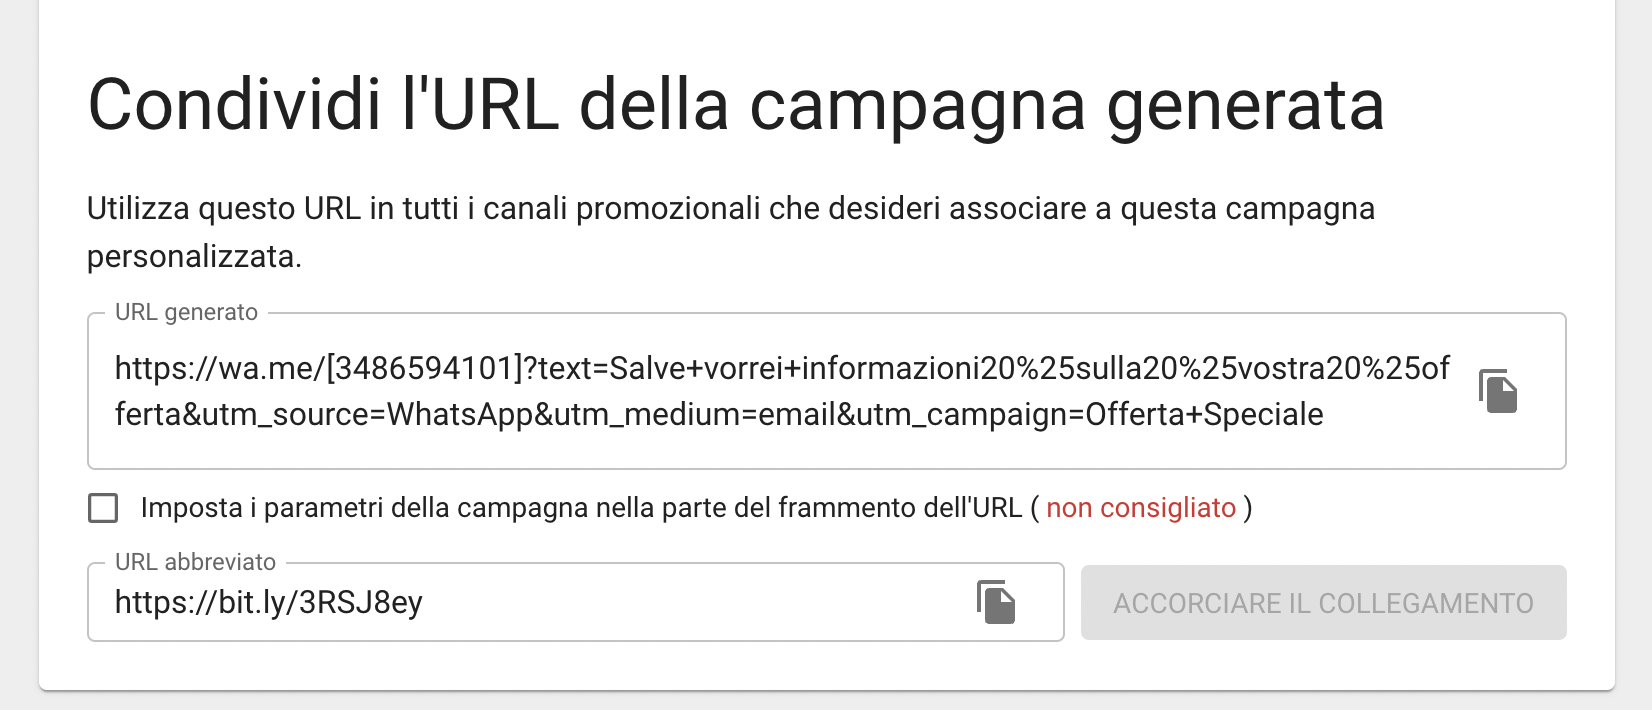 Condividi l'URL della campagna generata
Utilizza questo URL in tutti i canali promozionali che desideri associare a questa campagna
personalizzata.
URL generato
https://wa.me/[3486594101]?text=Salve+vorrei+informazioni20%25sulla20%25vostra20%25of
ferta&utm_source=WhatsApp&utm_medium=email&utm_campaign=Offerta+Speciale
Imposta i parametri della campagna nella parte del frammento dell'URL ( non consigliato )
URL abbreviato
https://bit.ly/3RSJ8ey
ACCORCIARE IL COLLEGAMENTO